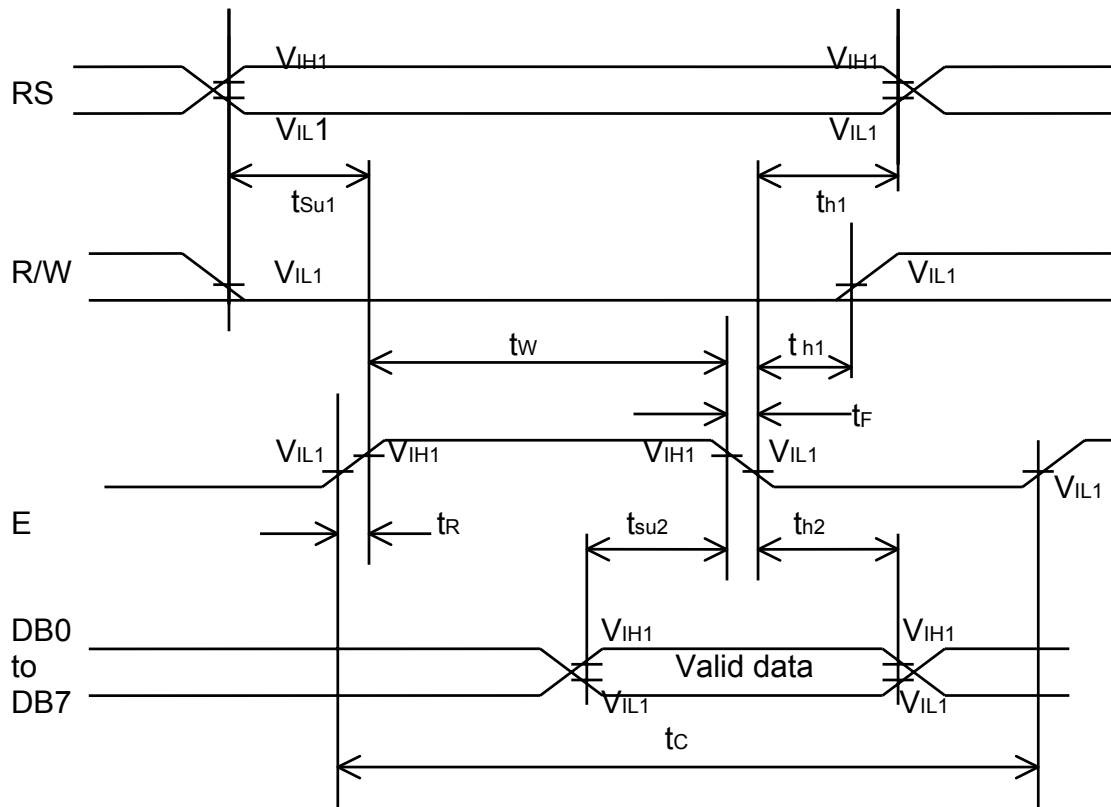 VIH1 VIH1
RS
VIL1 VIL1
tSu1 th1
R/W VIL1 VIL1
tW th1
tF
VIL1 VIH1 VIH1 VIL1 VIL1
E tR tsu2 th2
DB0 VIH1 VIH1
to Valid data
DB7 VIL1 VIL1
tC